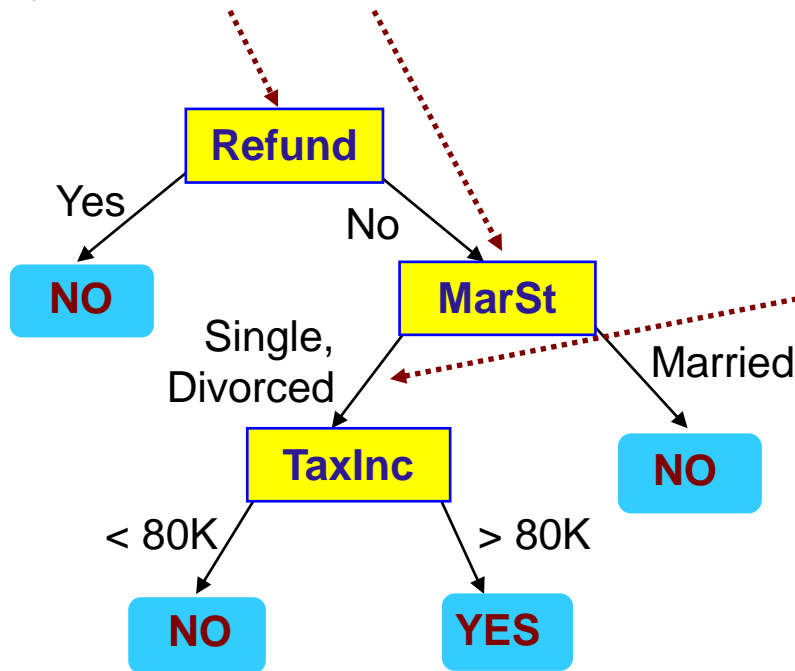 Refund
Yes
No
NO
MarSt
Single,
Divorced
Married
TaxInc
NO
< 80K
> 80K
NO
YES